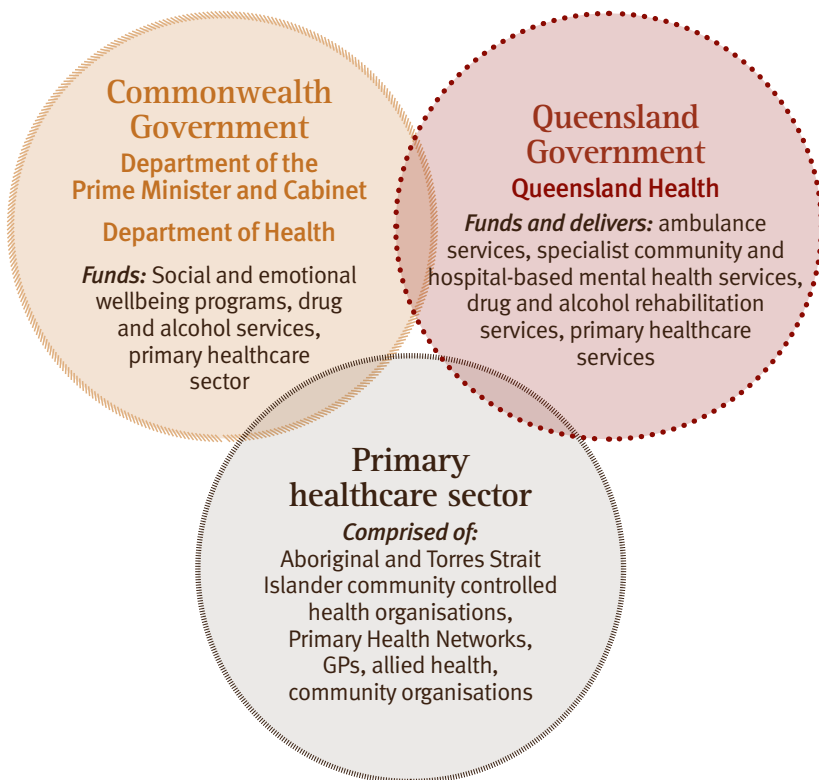 Commonwealth
Government
Department of the
Prime Minister and Cabinet
Department of Health
Funds: Social and emotional
wellbeing programs, drug
and alcohol services,
primary healthcare
sector
Queensland
Government
Queensland Health
Funds and delivers: ambulance
services, specialist community and
hospital-based mental health services,
drug and alcohol rehabilitation
services, primary healthcare
services
Primary
healthcare sector
Comprised of:
Aboriginal and Torres Strait
Islander community controlled
health organisations,
Primary Health Networks,
GPs, allied health,
community organisations